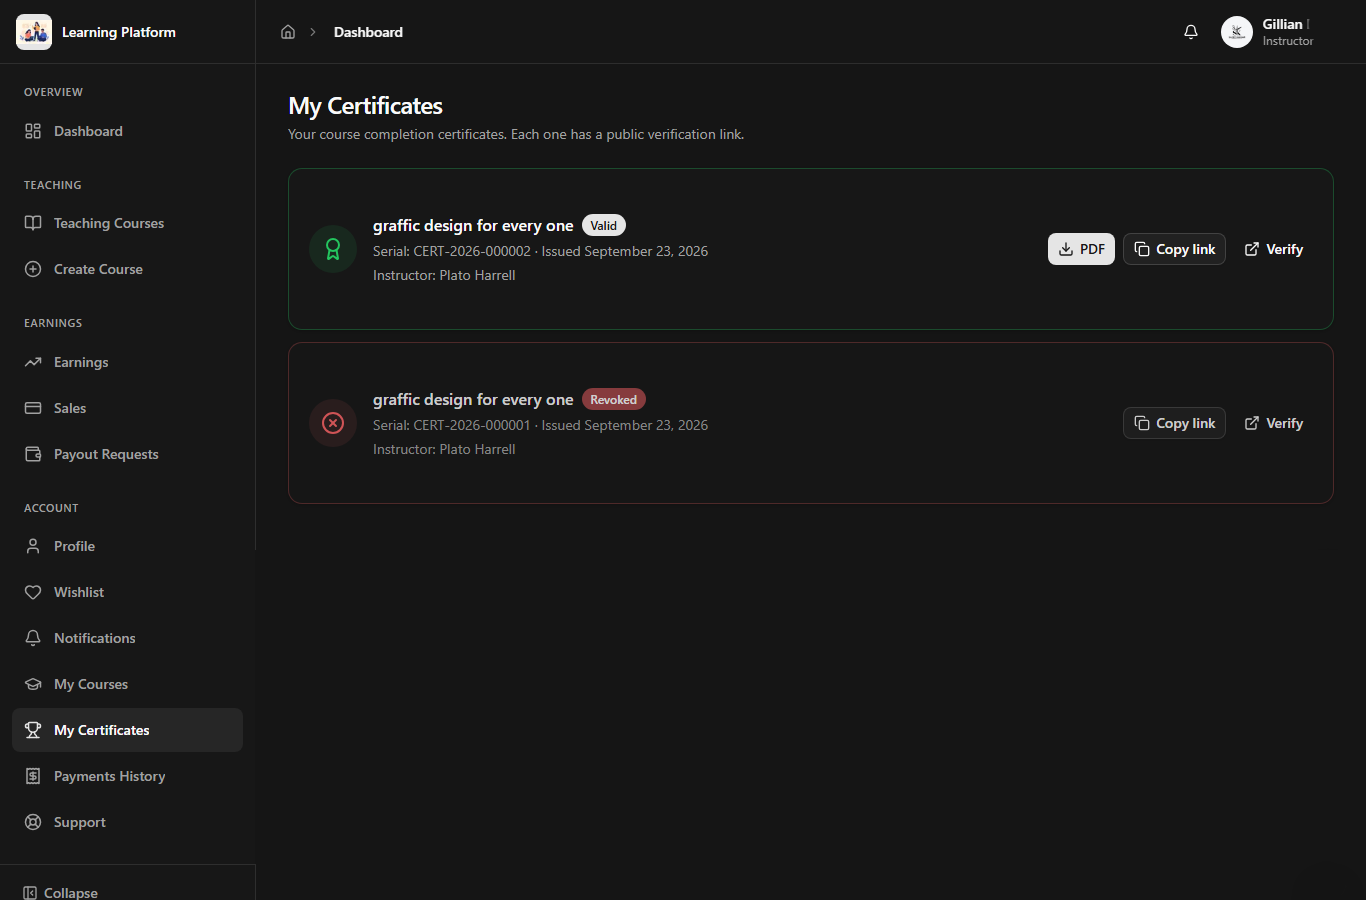 Learning Platform
Dashboard
Gillian
Instructor
OVERVIEW
Dashboard
TEACHING
Teaching Courses
Create Course
EARNINGS
Earnings
Sales
Payout Requests
ACCOUNT
Profile
Wishlist
Notifications
My Courses
My Certificates
Payments History
Support
Collapse
My Certificates
Your course completion certificates. Each one has a public verification link.
graffic design for every one Valid
Serial: CERT-2026-000002 · Issued September 23, 2026
Instructor: Plato Harrell
PDF Copy link Verify
graffic design for every one Revoked
Serial: CERT-2026-000001 · Issued September 23, 2026
Instructor: Plato Harrell
Copy link Verify